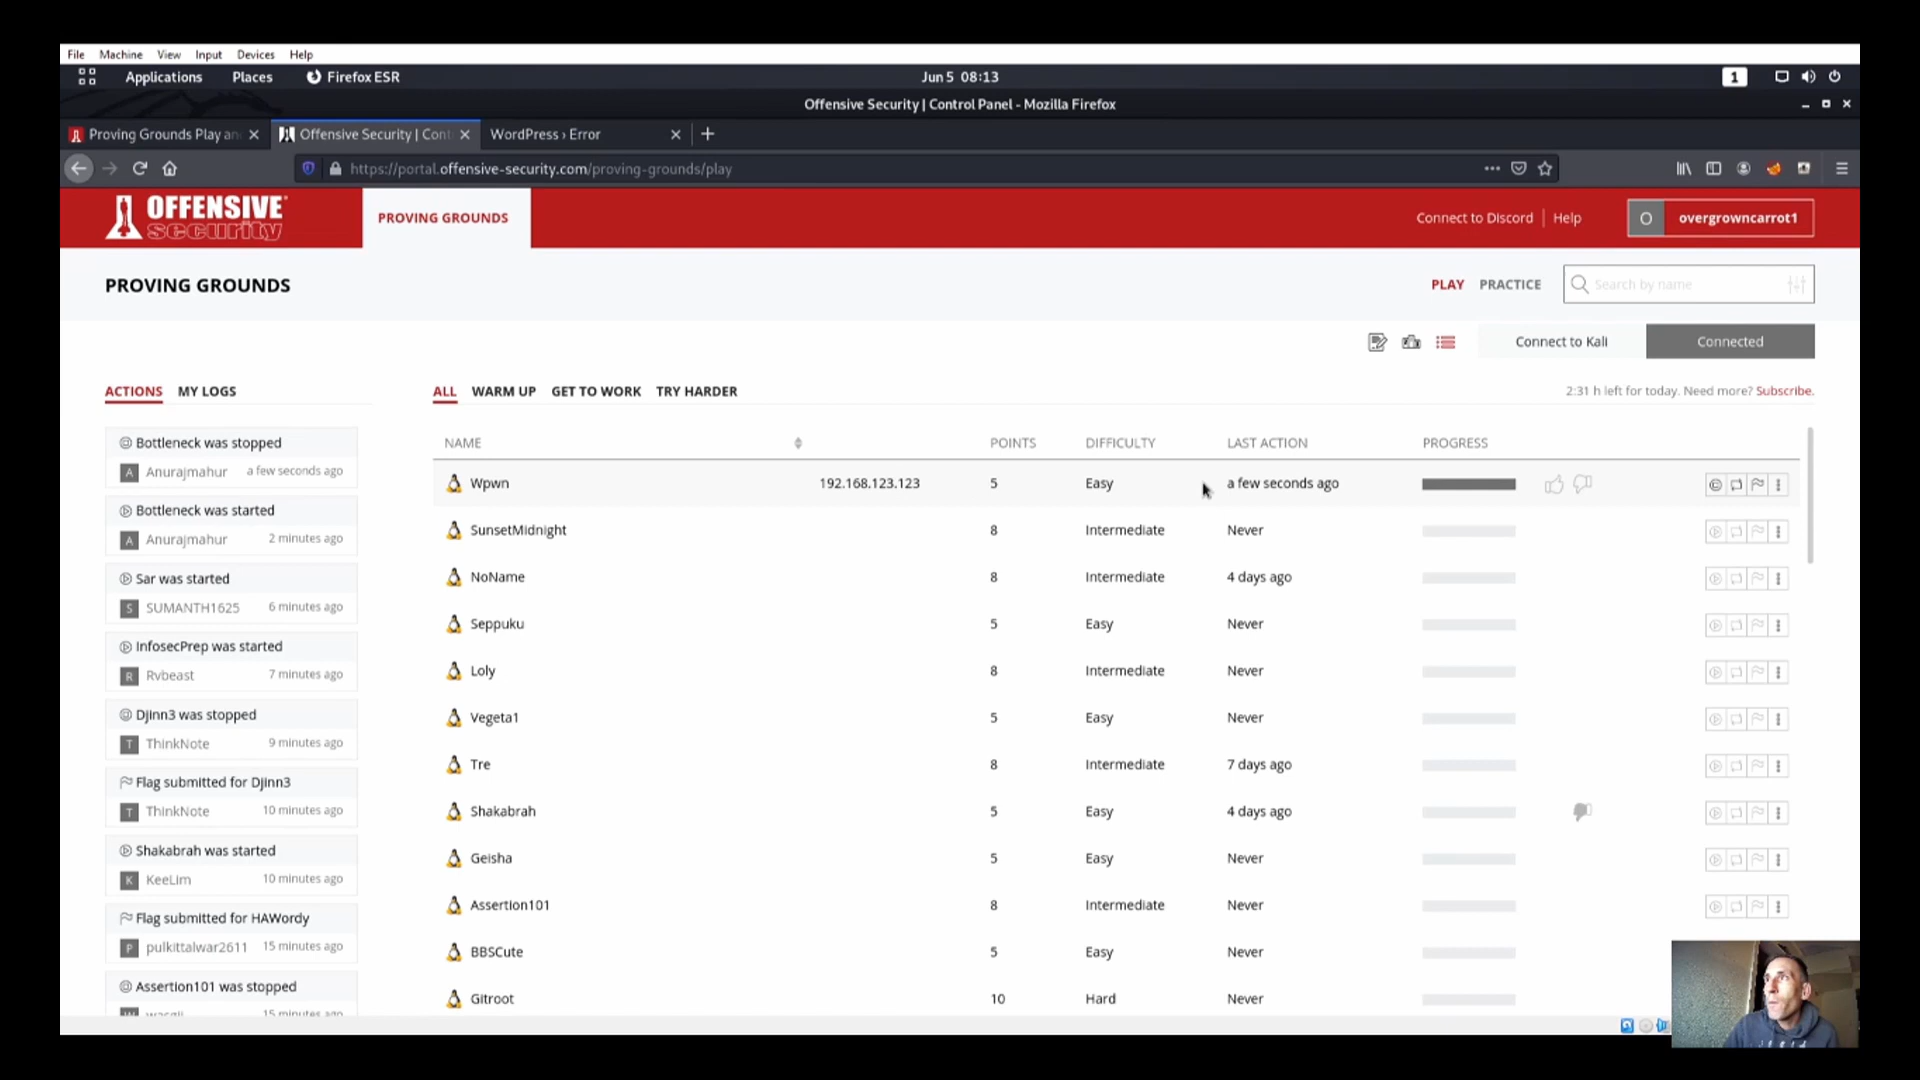 File Machine View Input Devices Help
Applications Places Firefox ESR Jun 5 08:13 1
Offensive Security | Control Panel - Mozilla Firefox
Proving Grounds Play an Offensive Security | Cont WordPress › Error
https://portal.offensive-security.com/proving-grounds/play
OFFENSIVE security PROVING GROUNDS Connect to Discord Help O overgrowncarrot1
PROVING GROUNDS PLAY PRACTICE Search by name
Connect to Kali Connected
ACTIONS MY LOGS ALL WARM UP GET TO WORK TRY HARDER 2:31 h left for today. Need more? Subscribe.
NAME POINTS DIFFICULTY LAST ACTION PROGRESS
Wpwn 192.168.123.123 5 Easy a few seconds ago
SunsetMidnight 8 Intermediate Never
NoName 8 Intermediate 4 days ago
Seppuku 5 Easy Never
Loly 8 Intermediate Never
Vegeta1 5 Easy Never
Tre 8 Intermediate 7 days ago
Shakabrah 5 Easy 4 days ago
Geisha 5 Easy Never
Assertion101 8 Intermediate Never
BBSCute 5 Easy Never
Gitroot 10 Hard Never
Bottleneck was stopped
A Anurajmahur a few seconds ago
Bottleneck was started
A Anurajmahur 2 minutes ago
Sar was started
S SUMANTH1625 6 minutes ago
InfosecPrep was started
R Rvbeast 7 minutes ago
Djinn3 was stopped
T ThinkNote 9 minutes ago
Flag submitted for Djinn3
T ThinkNote 10 minutes ago
Shakabrah was started
K KeeLim 10 minutes ago
Flag submitted for HAWordy
P pulkittalwar2611 15 minutes ago
Assertion101 was stopped
15 minutes ago